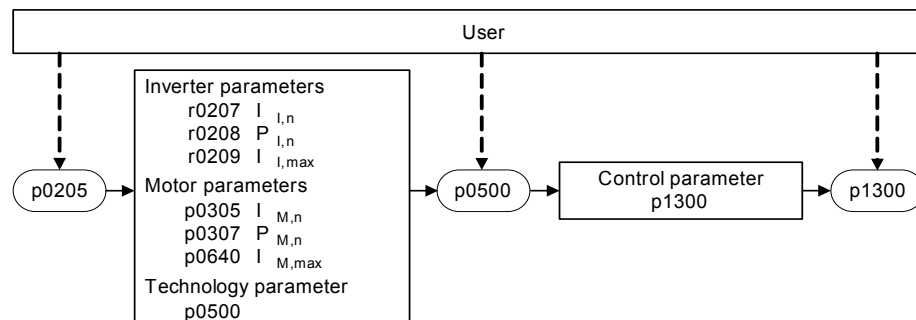 User
p0205
Inverter parameters
r0207 I I,n
r0208 P I,n
r0209 I I,max
Motor parameters
p0305 I M,n
p0307 P M,n
p0640 I M,max
Technology parameter
p0500
p0500
Control parameter
p1300
p1300